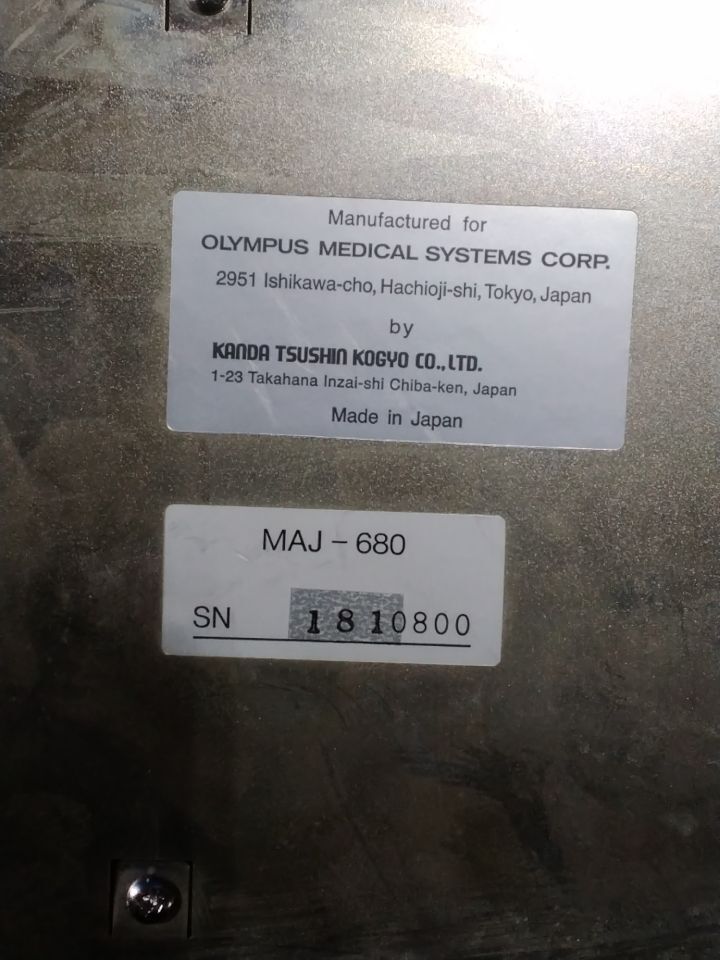 Manufactured for
OLYMPUS MEDICAL SYSTEMS CORP.
2951 Ishikawa-cho, Hachioji-shi, Tokyo, Japan
by
KANDA TSUSHIN KOGYO CO., LTD.
1-23 Takahana Inzai-shi Chiba-ken, Japan
Made in Japan
MAJ – 680
SN 1810800